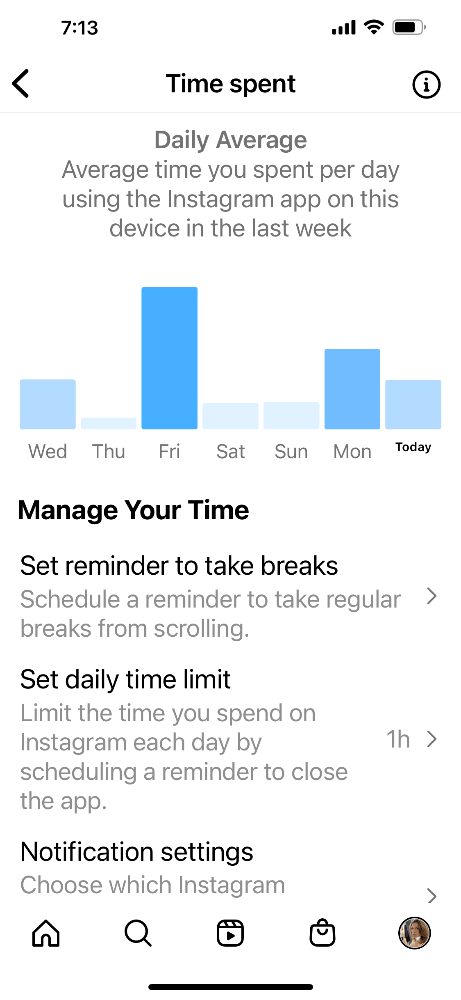 7:13
Time spent
Daily Average
Average time you spent per day
using the Instagram app on this
device in the last week
Wed Thu Fri Sat Sun Mon Today
Manage Your Time
Set reminder to take breaks
Schedule a reminder to take regular
breaks from scrolling.
Set daily time limit
Limit the time you spend on
Instagram each day by
scheduling a reminder to close
the app.
1h
Notification settings
Choose which Instagram